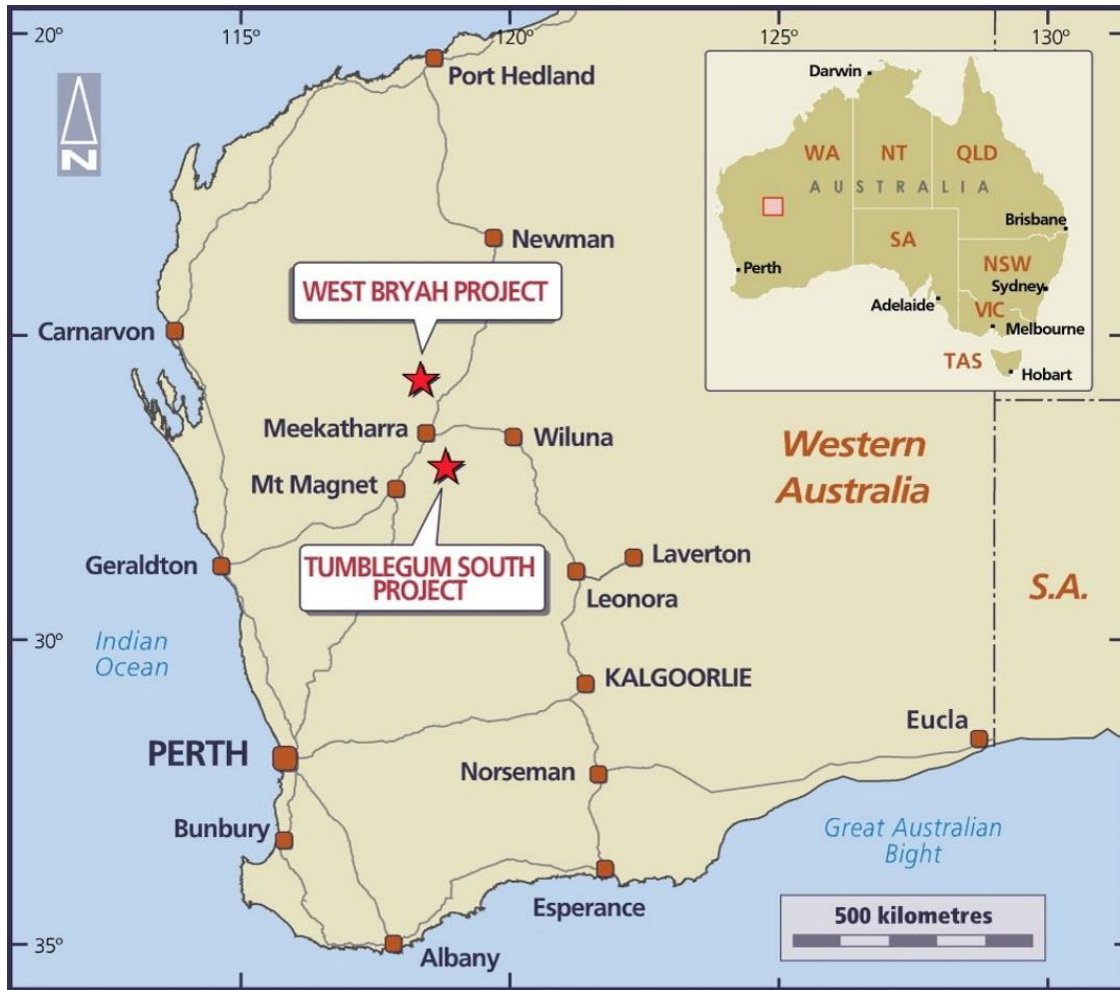 20º
115º
120º
125º
130º
Port Hedland
N
Darwin
WA
NT
QLD
AUSTRALIA
Brisbane
SA
NSW
Perth
Sydney
Adelaide
VIC
Melbourne
TAS
Hobart
Newman
WEST BRYAH PROJECT
Carnarvon
Meekatharra
Wiluna
Western
Australia
Mt Magnet
TUMBLEGUM SOUTH
PROJECT
Geraldton
Laverton
Leonora
S.A.
Indian
Ocean
30º
KALGOORLIE
Eucla
PERTH
Norseman
Bunbury
Great Australian
Bight
Esperance
500 kilometres
35º
Albany